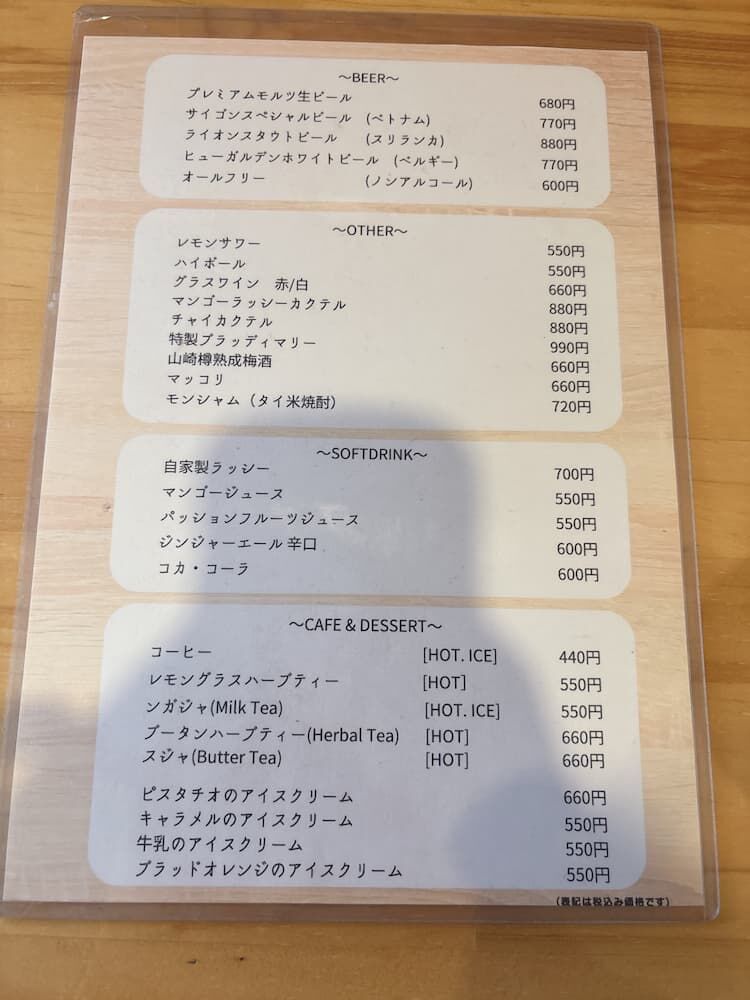 ～BEER～
プレミアムモルツ生ビール 680円
サイゴンスペシャルビール (ベトナム) 770円
ライオンスタウトビール (スリランカ) 880円
ヒューガルデンホワイトビール (ベルギー) 770円
オールフリー (ノンアルコール) 600円
～OTHER～
レモンサワー 550円
ハイボール 550円
グラスワイン 赤/白 660円
マンゴーラッシーカクテル 880円
チャイカクテル 880円
特製ブラッディマリー 990円
山崎樽熟成梅酒 660円
マッコリ 660円
モンシャム（タイ米焼酎） 720円
～SOFTDRINK～
自家製ラッシー 700円
マンゴージュース 550円
パッションフルーツジュース 550円
ジンジャーエール 辛口 600円
コカ・コーラ 600円
～CAFE & DESSERT～
コーヒー [HOT. ICE] 440円
レモングラスハーブティー [HOT] 550円
ンガジャ(Milk Tea) [HOT. ICE] 550円
ブータンハーブティー(Herbal Tea) [HOT] 660円
スジャ(Butter Tea) [HOT] 660円
ピスタチオのアイスクリーム 660円
キャラメルのアイスクリーム 550円
牛乳のアイスクリーム 550円
ブラッドオレンジのアイスクリーム 550円
(表記は税込み価格です)